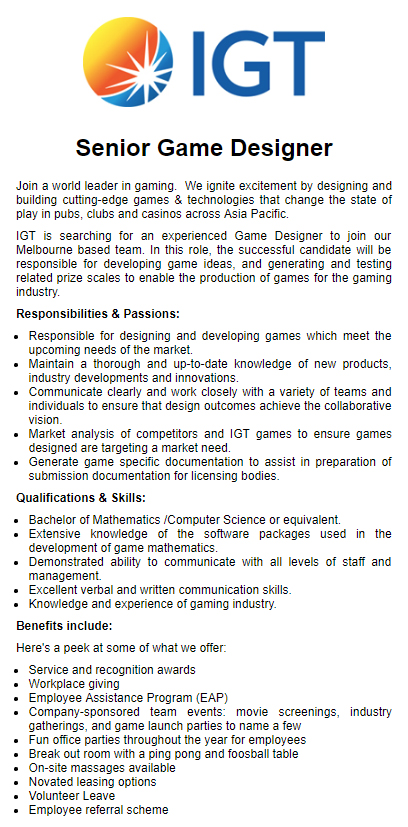 IGT
Senior Game Designer
Join a world leader in gaming.  We ignite excitement by designing and
building cutting-edge games & technologies that change the state of
play in pubs, clubs and casinos across Asia Pacific.
IGT is searching for an experienced Game Designer to join our
Melbourne based team. In this role, the successful candidate will be
responsible for developing game ideas, and generating and testing
related prize scales to enable the production of games for the gaming
industry.
Responsibilities & Passions:
• Responsible for designing and developing games which meet the
upcoming needs of the market.
• Maintain a thorough and up-to-date knowledge of new products,
industry developments and innovations.
• Communicate clearly and work closely with a variety of teams and
individuals to ensure that design outcomes achieve the collaborative
vision.
• Market analysis of competitors and IGT games to ensure games
designed are targeting a market need.
• Generate game specific documentation to assist in preparation of
submission documentation for licensing bodies.
Qualifications & Skills:
• Bachelor of Mathematics /Computer Science or equivalent.
• Extensive knowledge of the software packages used in the
development of game mathematics.
• Demonstrated ability to communicate with all levels of staff and
management.
• Excellent verbal and written communication skills.
• Knowledge and experience of gaming industry.
Benefits include:
Here's a peek at some of what we offer:
• Service and recognition awards
• Workplace giving
• Employee Assistance Program (EAP)
• Company-sponsored team events: movie screenings, industry
gatherings, and game launch parties to name a few
• Fun office parties throughout the year for employees
• Break out room with a ping pong and foosball table
• On-site massages available
• Novated leasing options
• Volunteer Leave
• Employee referral scheme